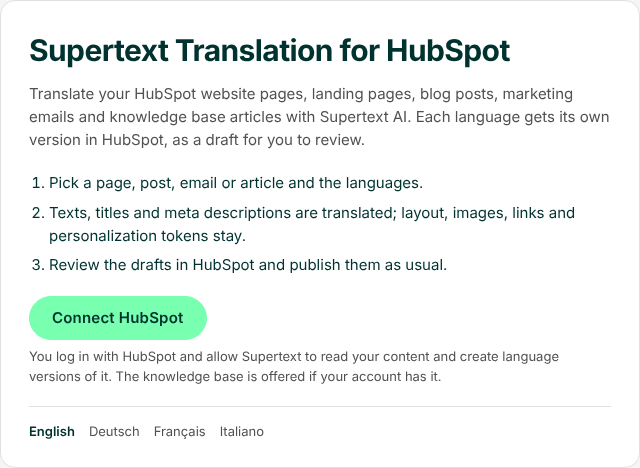 Supertext Translation for HubSpot
Translate your HubSpot website pages, landing pages, blog posts, marketing
emails and knowledge base articles with Supertext AI. Each language gets its own
version in HubSpot, as a draft for you to review.
1. Pick a page, post, email or article and the languages.
2. Texts, titles and meta descriptions are translated; layout, images, links and
personalization tokens stay.
3. Review the drafts in HubSpot and publish them as usual.
Connect HubSpot
You log in with HubSpot and allow Supertext to read your content and create language
versions of it. The knowledge base is offered if your account has it.
English Deutsch Français Italiano